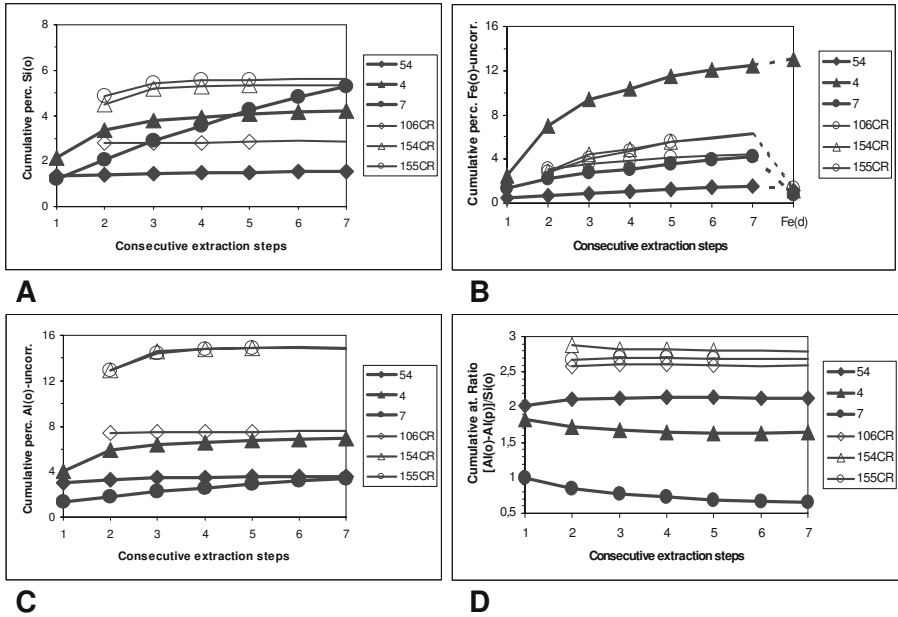 Cumulative perc. Si(o)
8
6
4
2
0
1 2 3 4 5 6 7
Consecutive extraction steps
54
4
7
106CR
154CR
155CR
A
Cumulative perc. Fe(o)-uncorr.
16
12
8
4
0
1 2 3 4 5 6 7 Fe(d)
Consecutive extraction steps
54
4
7
106CR
154CR
155CR
B
Cumulative perc. Al(o)-uncorr.
16
12
8
4
0
1 2 3 4 5 6 7
Consecutive extraction steps
54
4
7
106CR
154CR
155CR
C
Cumulative at. Ratio
[Al(o)-Al(p)]/Si(o)
3
2,5
2
1,5
1
0,5
1 2 3 4 5 6 7
Consecutive extraction steps
54
4
7
106CR
154CR
155CR
D